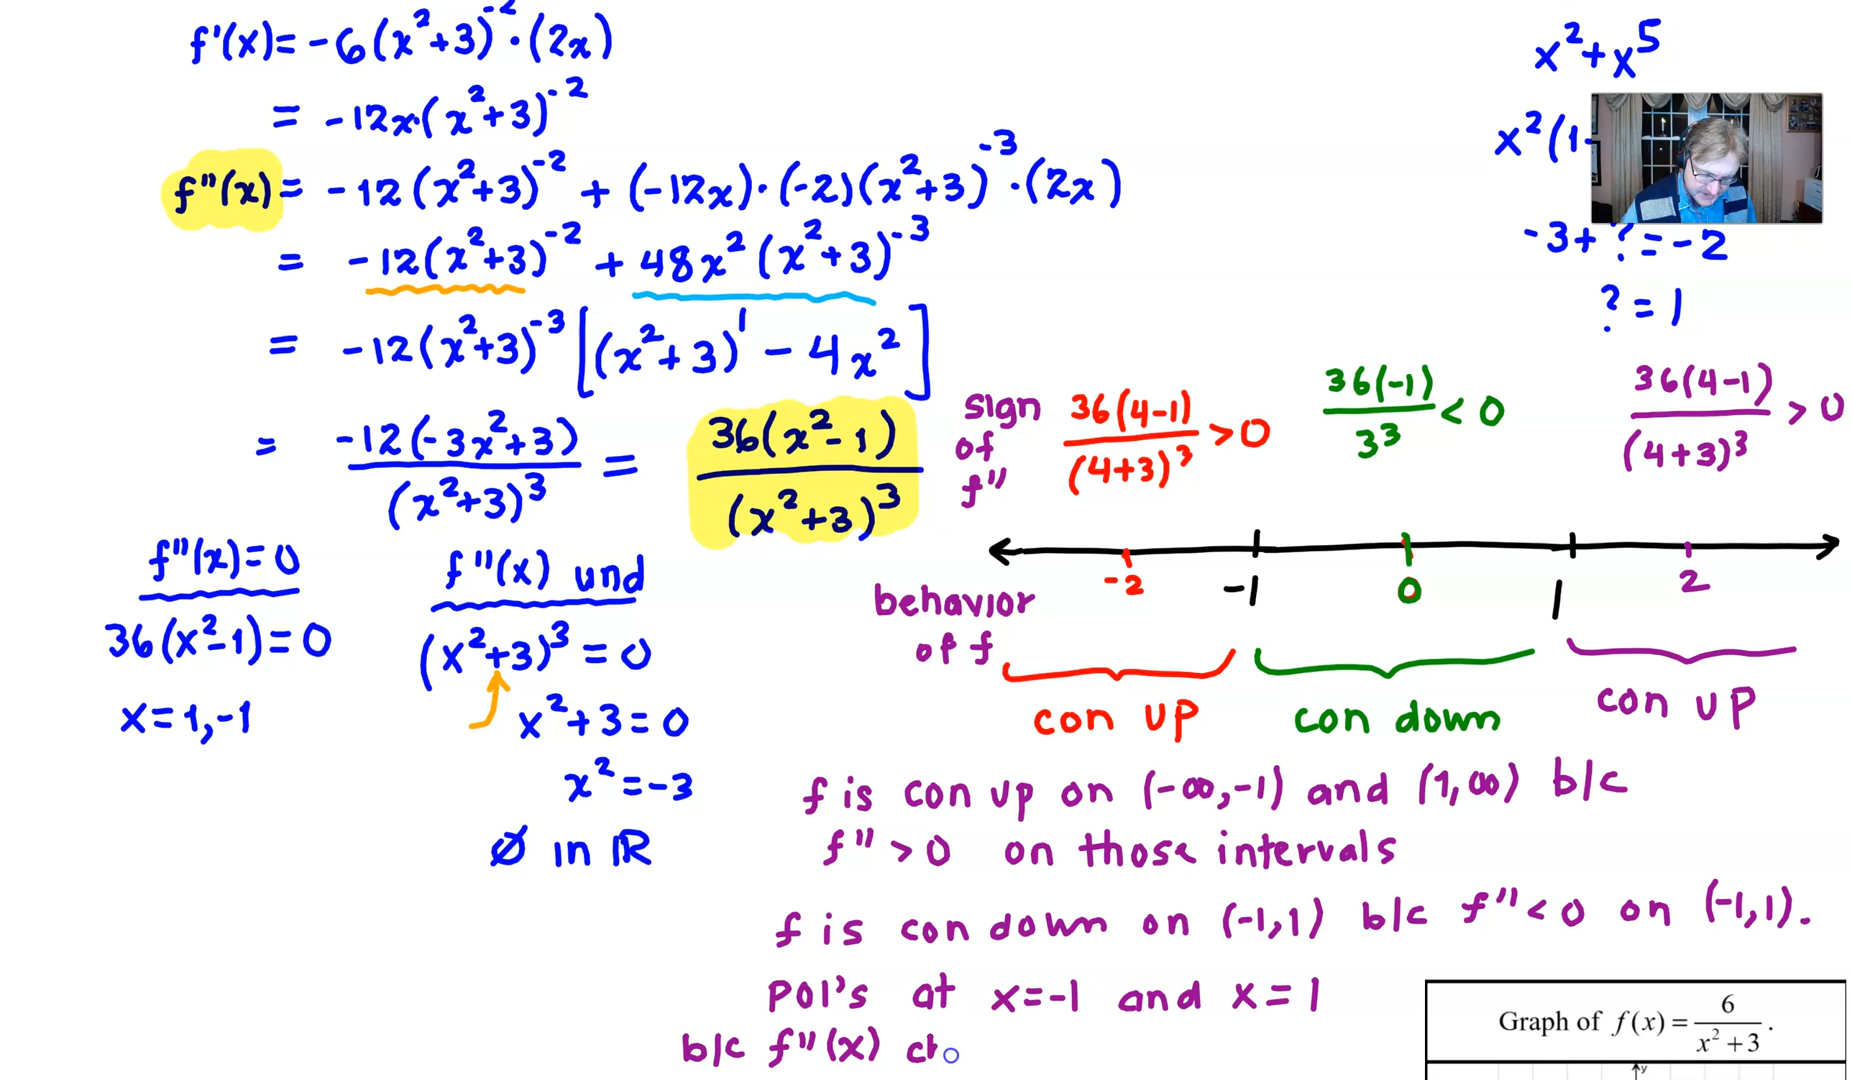 f'(x) = -6(x²+3)⁻²·(2x)
= -12x·(x²+3)⁻²
f''(x) = -12(x²+3)⁻² + (-12x)·(-2)(x²+3)⁻³·(2x)
= -12(x²+3)⁻² + 48x²(x²+3)⁻³
= -12(x²+3)⁻³[(x²+3)¹ - 4x²]
= -12(-3x²+3)/(x²+3)³ = 36(x²-1)/(x²+3)³
f''(x) = 0
36(x²-1) = 0
x = 1, -1
f''(x) und
(x²+3)³ = 0
x²+3 = 0
x² = -3
∅ in ℝ
x²+x⁵
x²(1
-3+ ? = -2
? = 1
sign of f''
36(4-1)/(4+3)³ > 0
36(-1)/3³ < 0
36(4-1)/(4+3)³ > 0
-2 -1 0 1 2
behavior of f
con up
con down
con up
f is con up on (-∞,-1) and (1,∞) b/c
f'' > 0 on those intervals
f is con down on (-1,1) b/c f'' < 0 on (-1,1).
POI's at x=-1 and x=1
b/c f''(x) ch
Graph of f(x) = 6/(x²+3).
y